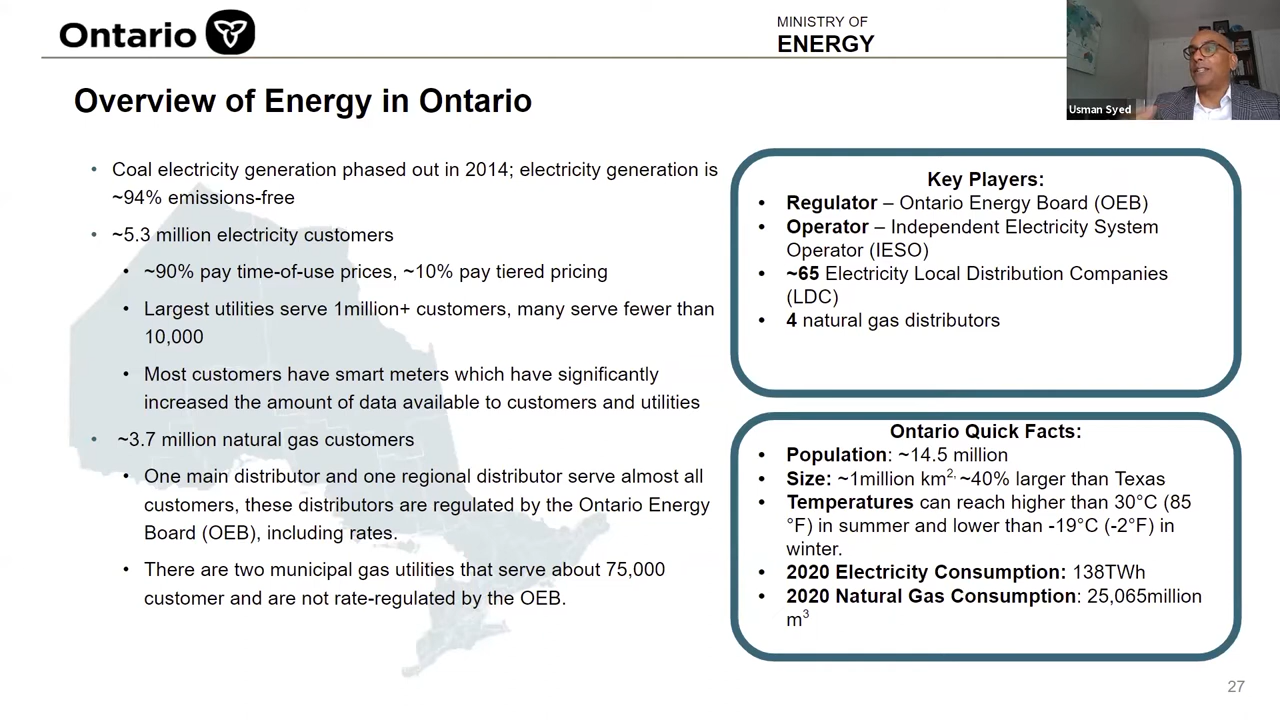 Ontario
MINISTRY OF
ENERGY
Usman Syed
Overview of Energy in Ontario
• Coal electricity generation phased out in 2014; electricity generation is
~94% emissions-free
• ~5.3 million electricity customers
• ~90% pay time-of-use prices, ~10% pay tiered pricing
• Largest utilities serve 1million+ customers, many serve fewer than
10,000
• Most customers have smart meters which have significantly
increased the amount of data available to customers and utilities
• ~3.7 million natural gas customers
• One main distributor and one regional distributor serve almost all
customers, these distributors are regulated by the Ontario Energy
Board (OEB), including rates.
• There are two municipal gas utilities that serve about 75,000
customer and are not rate-regulated by the OEB.
Key Players:
• Regulator – Ontario Energy Board (OEB)
• Operator – Independent Electricity System
Operator (IESO)
• ~65 Electricity Local Distribution Companies
(LDC)
• 4 natural gas distributors
Ontario Quick Facts:
• Population: ~14.5 million
• Size: ~1million km², ~40% larger than Texas
• Temperatures can reach higher than 30°C (85
°F) in summer and lower than -19°C (-2°F) in
winter.
• 2020 Electricity Consumption: 138TWh
• 2020 Natural Gas Consumption: 25,065million
m³
27